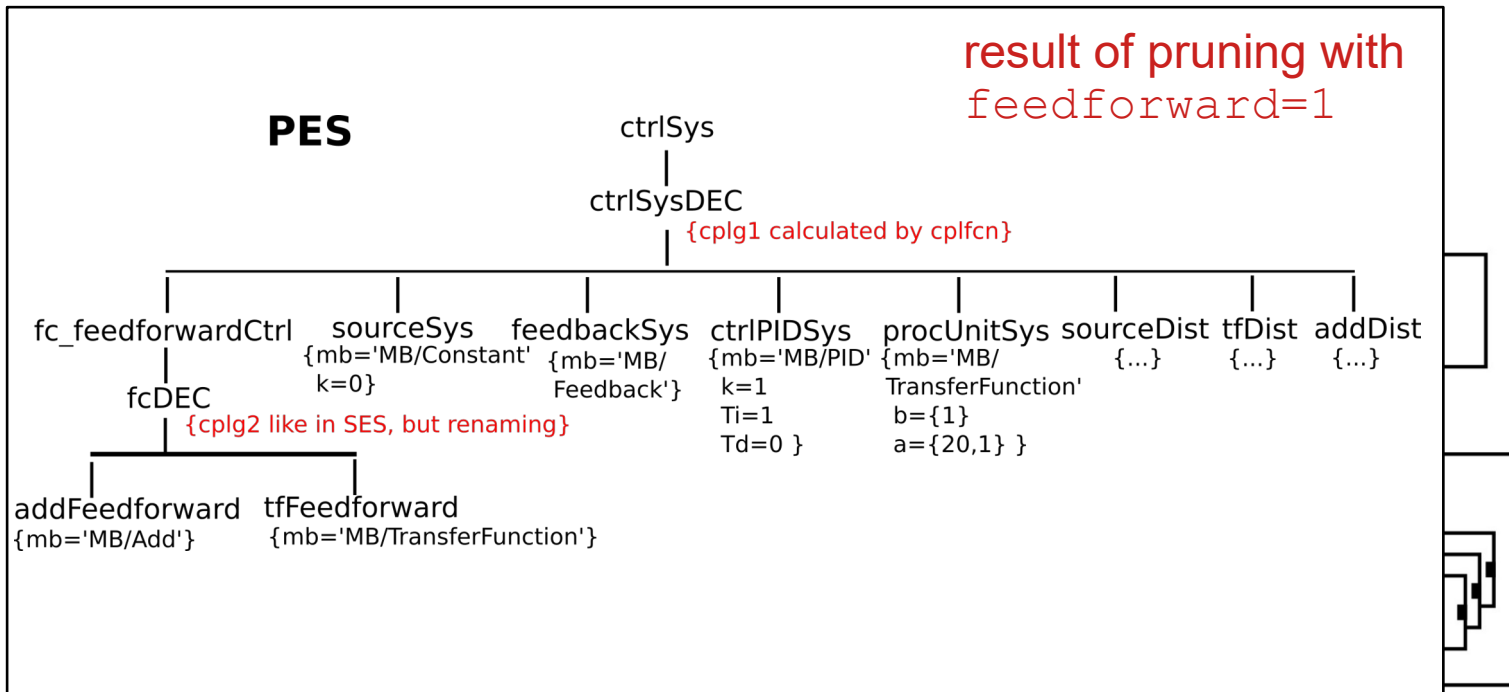 result of pruning with
feedforward=1
PES
ctrlSys
ctrlSysDEC
{cplg1 calculated by cplfcn}
fc_feedforwardCtrl sourceSys feedbackSys ctrlPIDSys procUnitSys sourceDist tfDist addDist
{mb='MB/Constant' {mb='MB/ {mb='MB/PID' {mb='MB/ {...} {...} {...}
k=0} Feedback'} k=1 TransferFunction'
fcDEC Ti=1 b={1}
{cplg2 like in SES, but renaming} Td=0 } a={20,1} }
addFeedforward tfFeedforward
{mb='MB/Add'} {mb='MB/TransferFunction'}